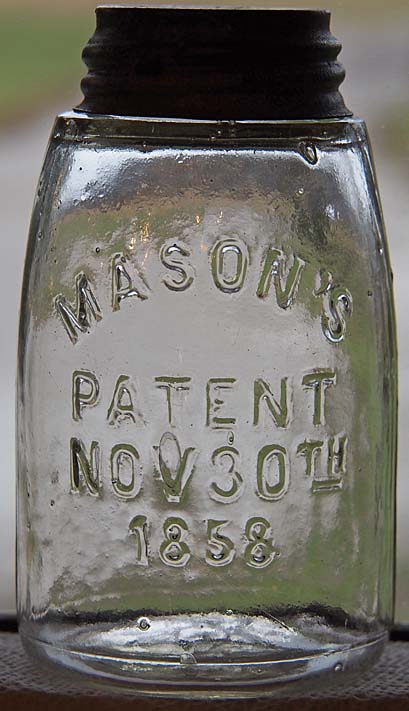 MASON'S
PATENT
NOV 30TH
1858